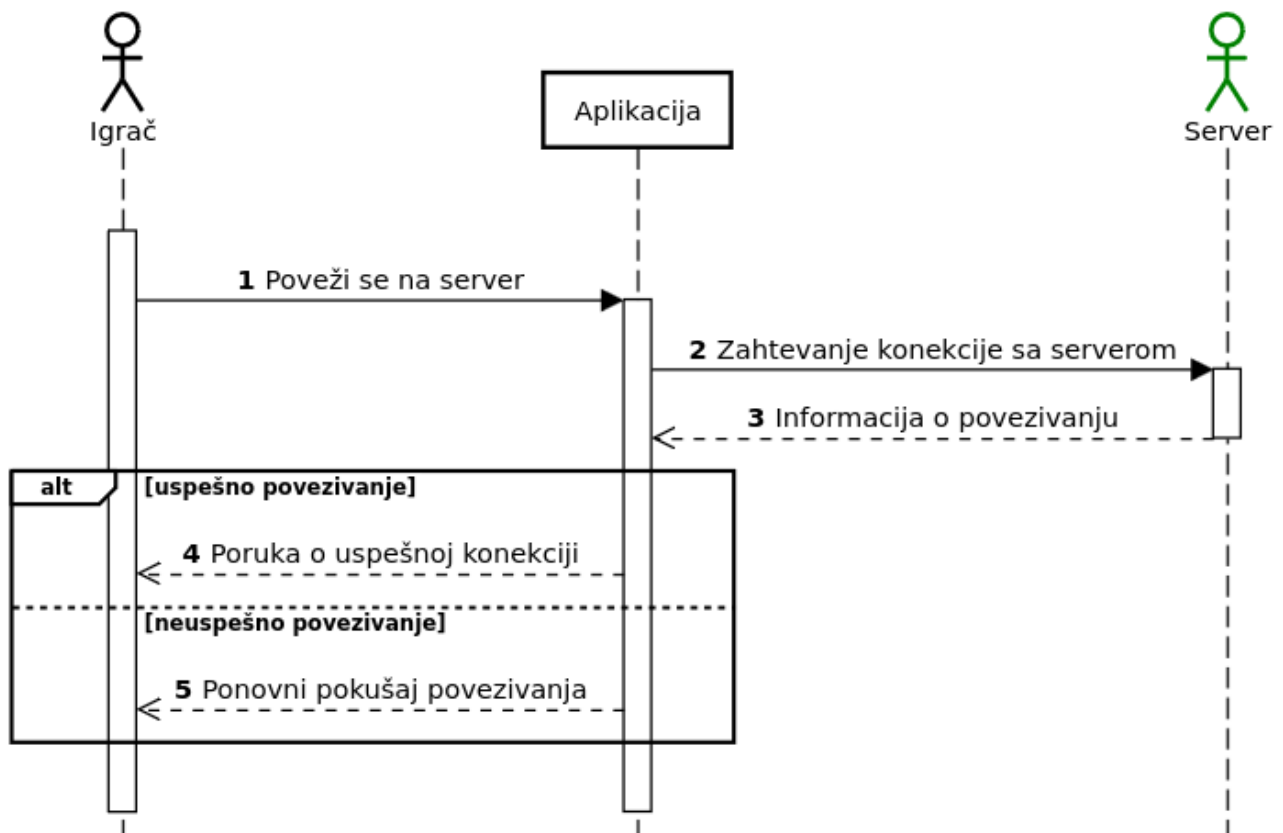 Igrač
Aplikacija
Server
1 Poveži se na server
2 Zahtevanje konekcije sa serverom
3 Informacija o povezivanju
alt
[uspešno povezivanje]
4 Poruka o uspešnoj konekciji
[neuspešno povezivanje]
5 Ponovni pokušaj povezivanja